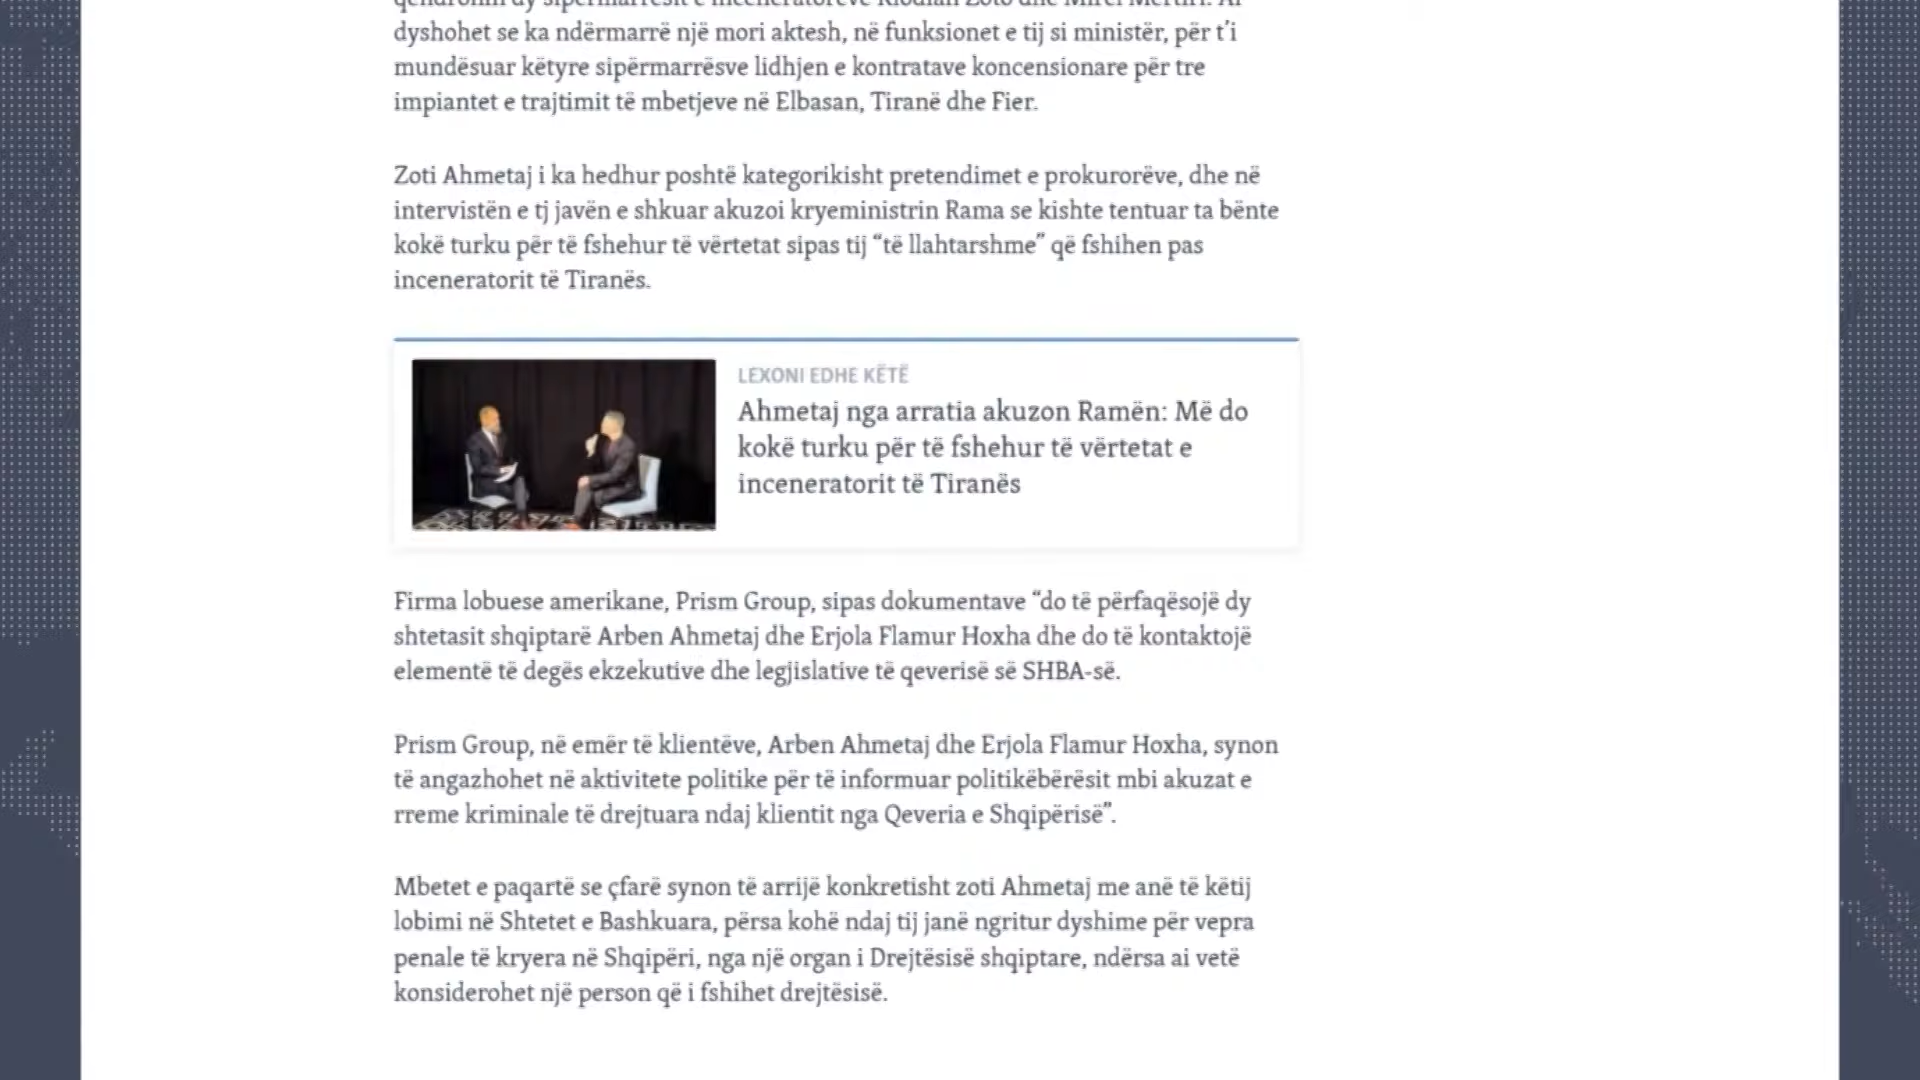 dyshohet se ka ndërmarrë një mori aktesh, në funksionet e tij si ministër, për t'i
mundësuar këtyre sipërmarrësve lidhjen e kontratave koncensionare për tre
impiantet e trajtimit të mbetjeve në Elbasan, Tiranë dhe Fier.
Zoti Ahmetaj i ka hedhur poshtë kategorikisht pretendimet e prokurorëve, dhe në
intervistën e tj javën e shkuar akuzoi kryeministrin Rama se kishte tentuar ta bënte
kokë turku për të fshehur të vërtetat sipas tij “të llahtarshme” që fshihen pas
inceneratorit të Tiranës.
LEXONI EDHE KËTË
Ahmetaj nga arratia akuzon Ramën: Më do
kokë turku për të fshehur të vërtetat e
inceneratorit të Tiranës
Firma lobuese amerikane, Prism Group, sipas dokumentave “do të përfaqësojë dy
shtetasit shqiptarë Arben Ahmetaj dhe Erjola Flamur Hoxha dhe do të kontaktojë
elementë të degës ekzekutive dhe legjislative të qeverisë së SHBA-së.
Prism Group, në emër të klientëve, Arben Ahmetaj dhe Erjola Flamur Hoxha, synon
të angazhohet në aktivitete politike për të informuar politikëbërësit mbi akuzat e
rreme kriminale të drejtuara ndaj klientit nga Qeveria e Shqipërisë”.
Mbetet e paqartë se çfarë synon të arrijë konkretisht zoti Ahmetaj me anë të këtij
lobimi në Shtetet e Bashkuara, përsa kohë ndaj tij janë ngritur dyshime për vepra
penale të kryera në Shqipëri, nga një organ i Drejtësisë shqiptare, ndërsa ai vetë
konsiderohet një person që i fshihet drejtësisë.